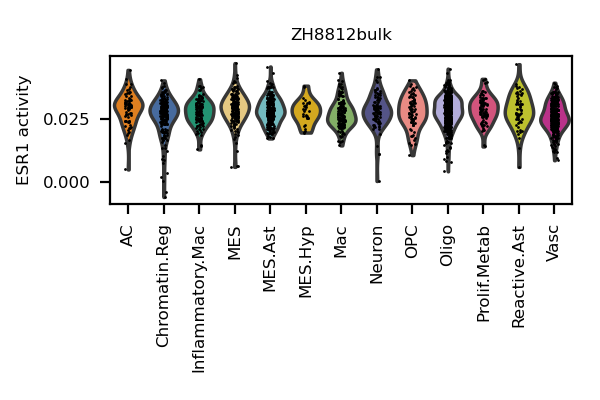 ZH8812bulk
ESR1 activity
0.025
0.000
AC
Chromatin.Reg
Inflammatory.Mac
MES
MES.Ast
MES.Hyp
Mac
Neuron
OPC
Oligo
Prolif.Metab
Reactive.Ast
Vasc